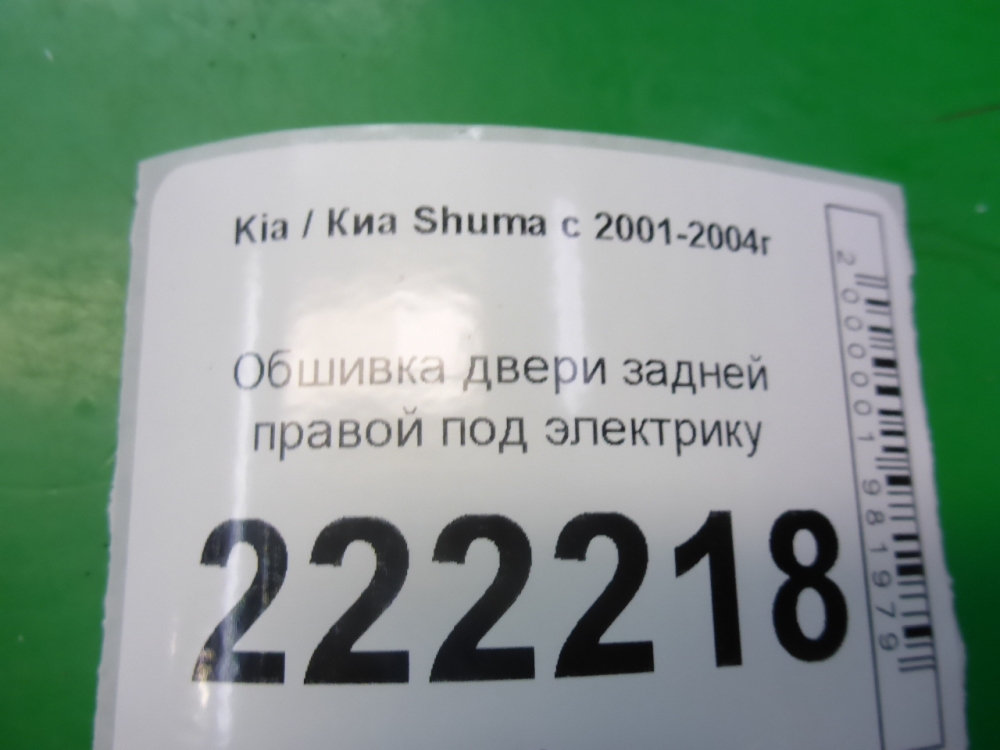 Kia / Киа Shuma с 2001-2004г
Обшивка двери задней
правой под электрику
222218
2000001981979